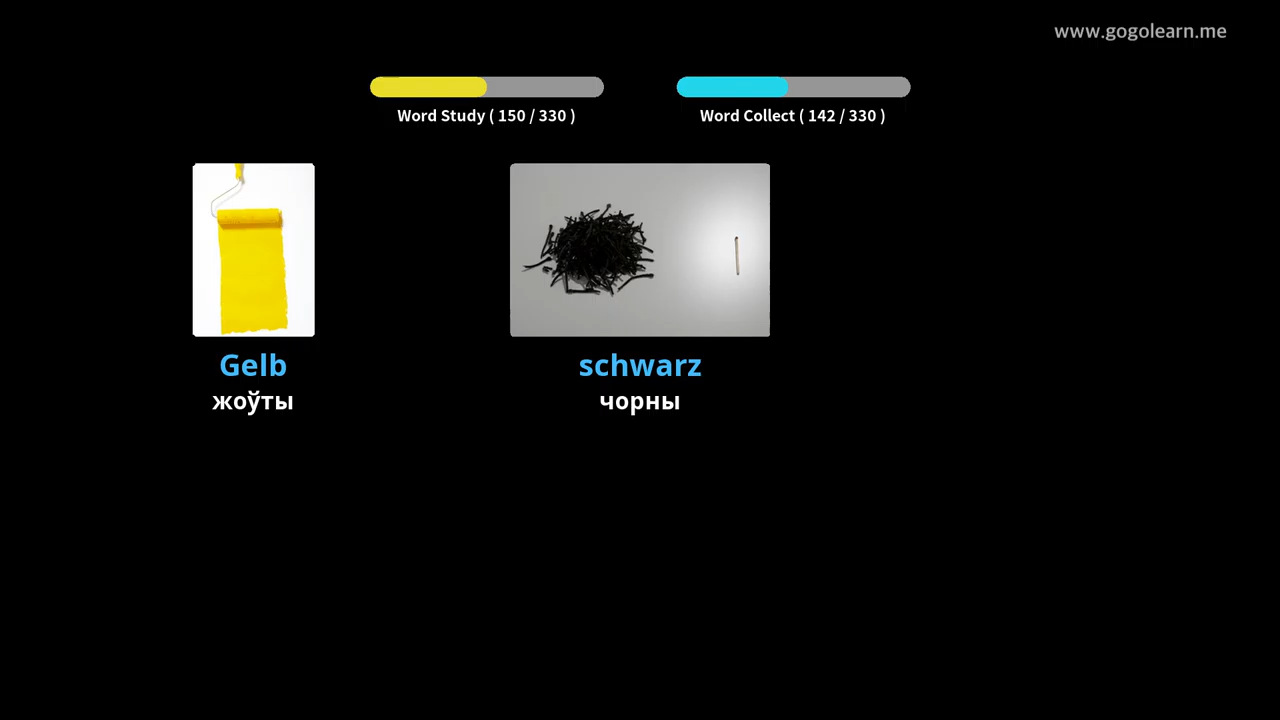 www.gogolearn.me
Word Study ( 150 / 330 )
Word Collect ( 142 / 330 )
Gelb
жоўты
schwarz
чорны